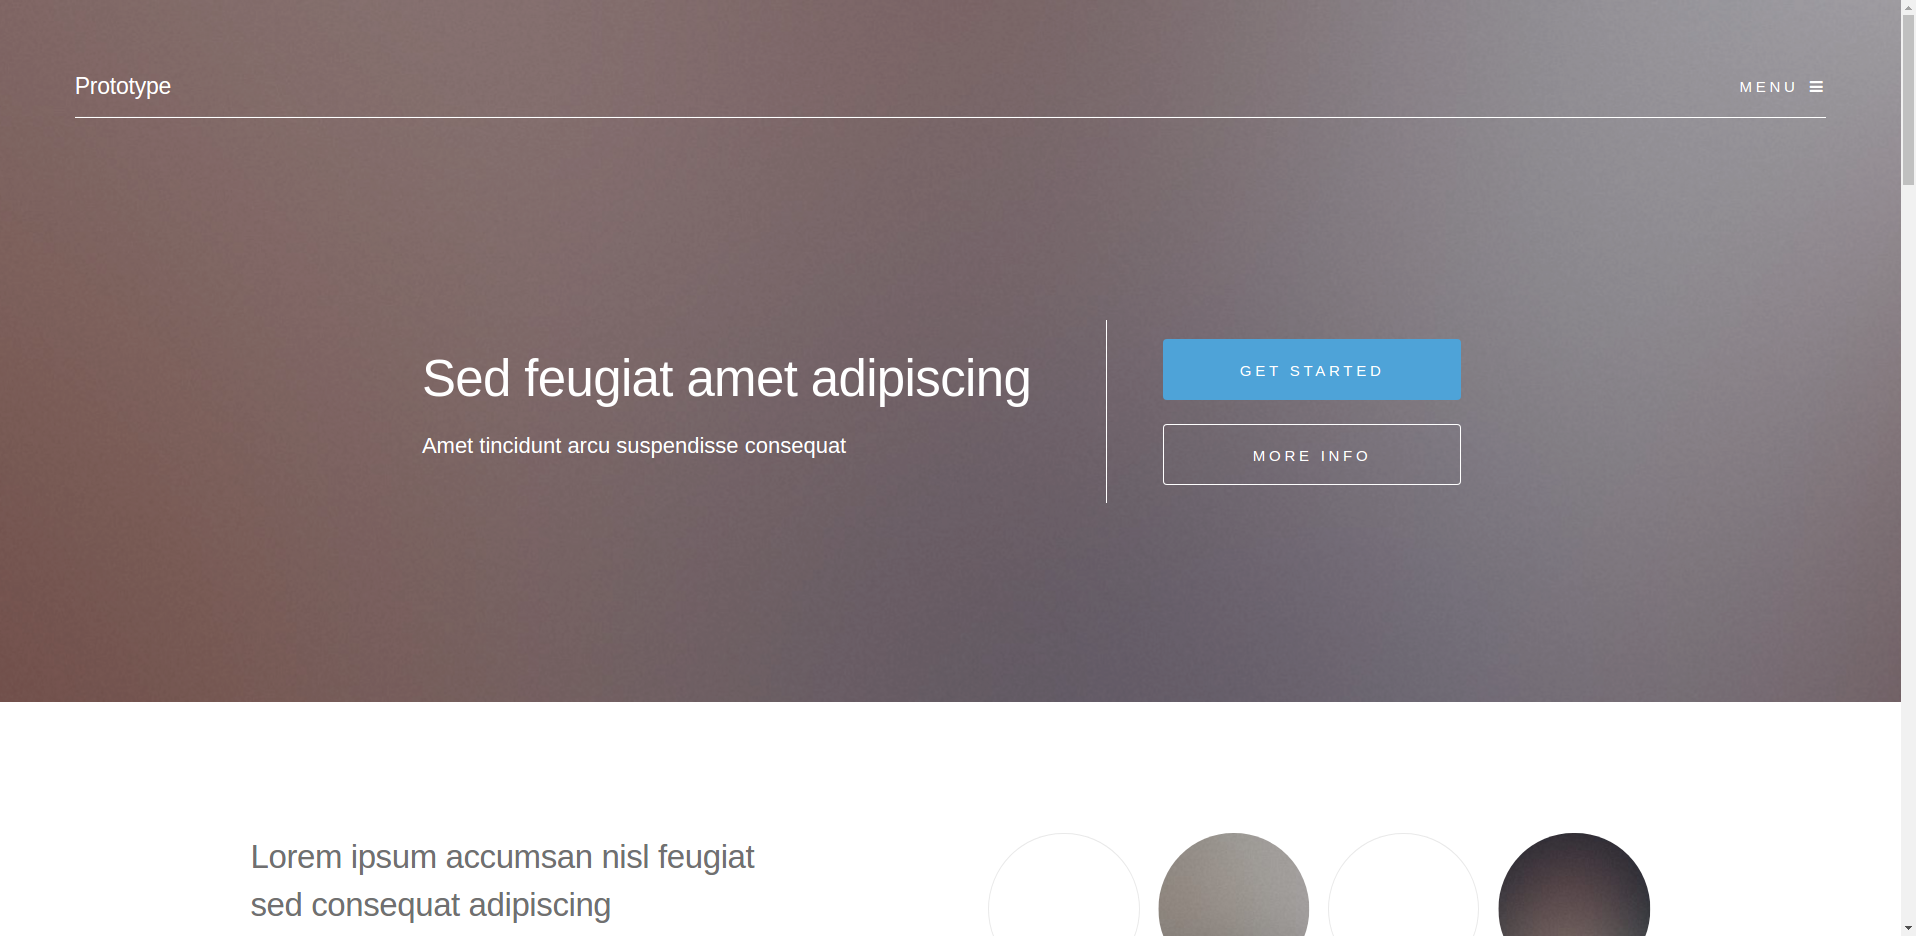 Prototype
MENU
Sed feugiat amet adipiscing
Amet tincidunt arcu suspendisse consequat
GET STARTED
MORE INFO
Lorem ipsum accumsan nisl feugiat
sed consequat adipiscing